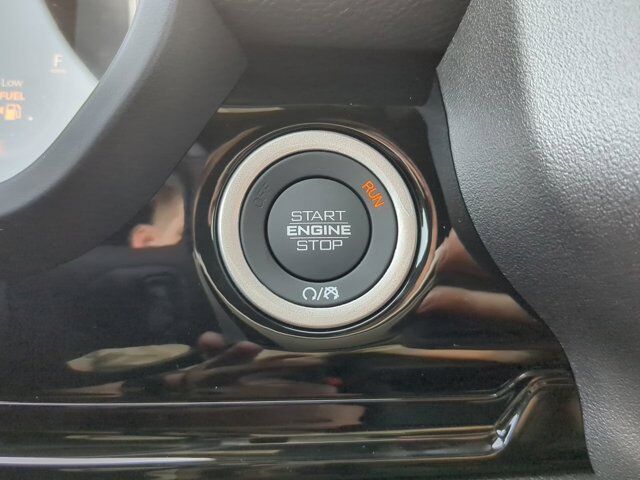 F
Low
FUEL
OFF
RUN
START
ENGINE
STOP